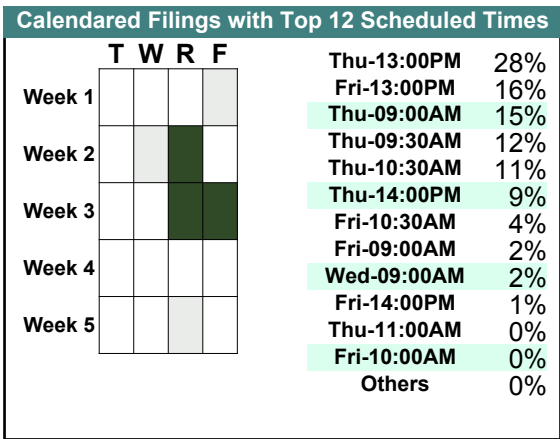 Calendared Filings with Top 12 Scheduled Times
T W R F
Week 1
Week 2
Week 3
Week 4
Week 5
Thu-13:00PM 28%
Fri-13:00PM 16%
Thu-09:00AM 15%
Thu-09:30AM 12%
Thu-10:30AM 11%
Thu-14:00PM 9%
Fri-10:30AM 4%
Fri-09:00AM 2%
Wed-09:00AM 2%
Fri-14:00PM 1%
Thu-11:00AM 0%
Fri-10:00AM 0%
Others 0%